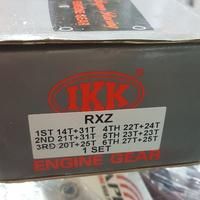 IKK
RXZ
1ST 14T+31T 4TH 22T+24T
2ND 21T+31T 5TH 23T+23T
3RD 20T+25T 6TH 27T+25T
1 SET
ENGINE GEAR